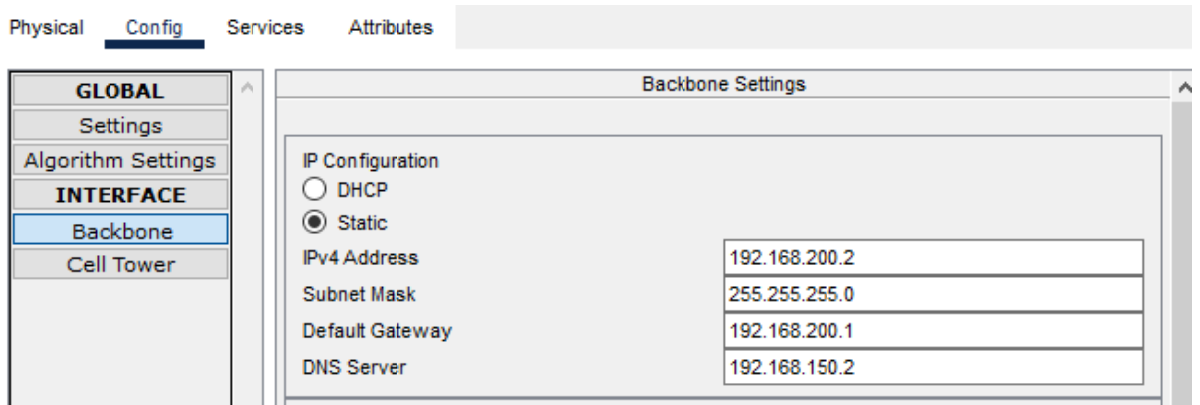 Physical Config Services Attributes
GLOBAL
Settings
Algorithm Settings
INTERFACE
Backbone
Cell Tower
Backbone Settings
IP Configuration
DHCP
Static
IPv4 Address 192.168.200.2
Subnet Mask 255.255.255.0
Default Gateway 192.168.200.1
DNS Server 192.168.150.2